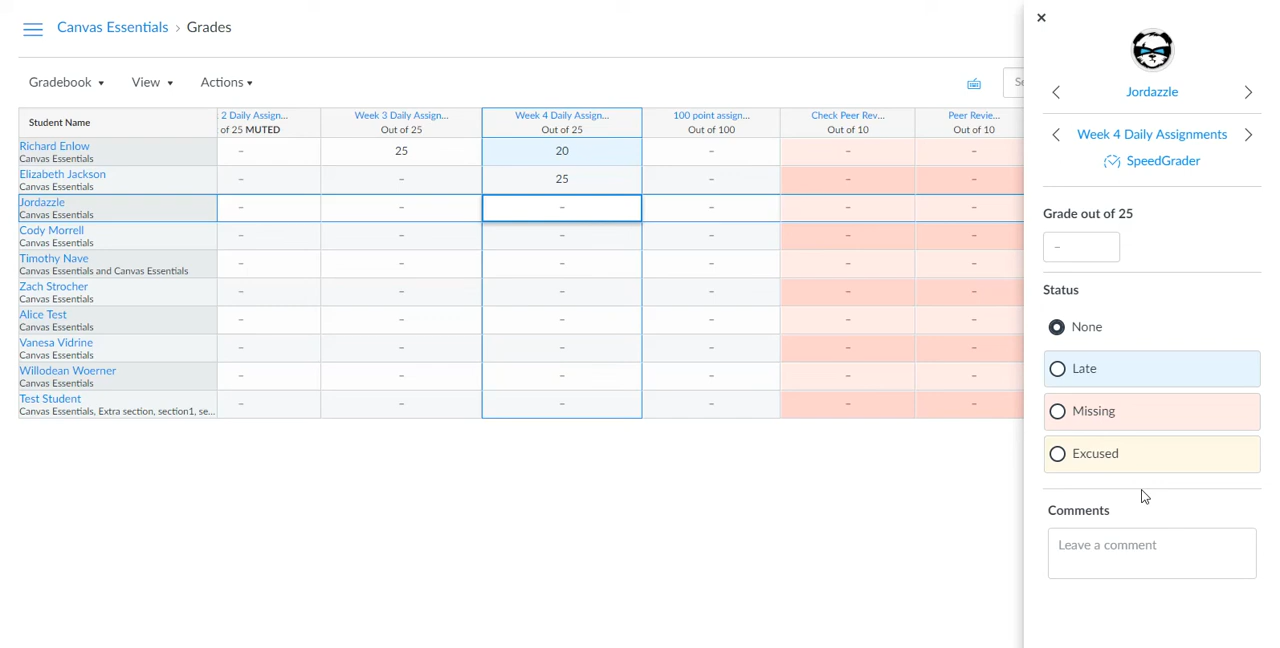 Canvas Essentials › Grades
Gradebook ▾ View ▾ Actions ▾ Se
Student Name
2 Daily Assign...
of 25 MUTED
Week 3 Daily Assign...
Out of 25
Week 4 Daily Assign...
Out of 25
100 point assign...
Out of 100
Check Peer Rev...
Out of 10
Peer Revie...
Out of 10
Richard Enlow
Canvas Essentials
– 25 20 – – –
Elizabeth Jackson
Canvas Essentials
– – 25 – – –
Jordazzle
Canvas Essentials
– – – – – –
Cody Morrell
Canvas Essentials
– – – – – –
Timothy Nave
Canvas Essentials and Canvas Essentials
– – – – – –
Zach Strocher
Canvas Essentials
– – – – – –
Alice Test
Canvas Essentials
– – – – – –
Vanesa Vidrine
Canvas Essentials
– – – – – –
Willodean Woerner
Canvas Essentials
– – – – – –
Test Student
Canvas Essentials, Extra section, section1, se...
– – – – – –
Jordazzle
Week 4 Daily Assignments
SpeedGrader
Grade out of 25
–
Status
None
Late
Missing
Excused
Comments
Leave a comment